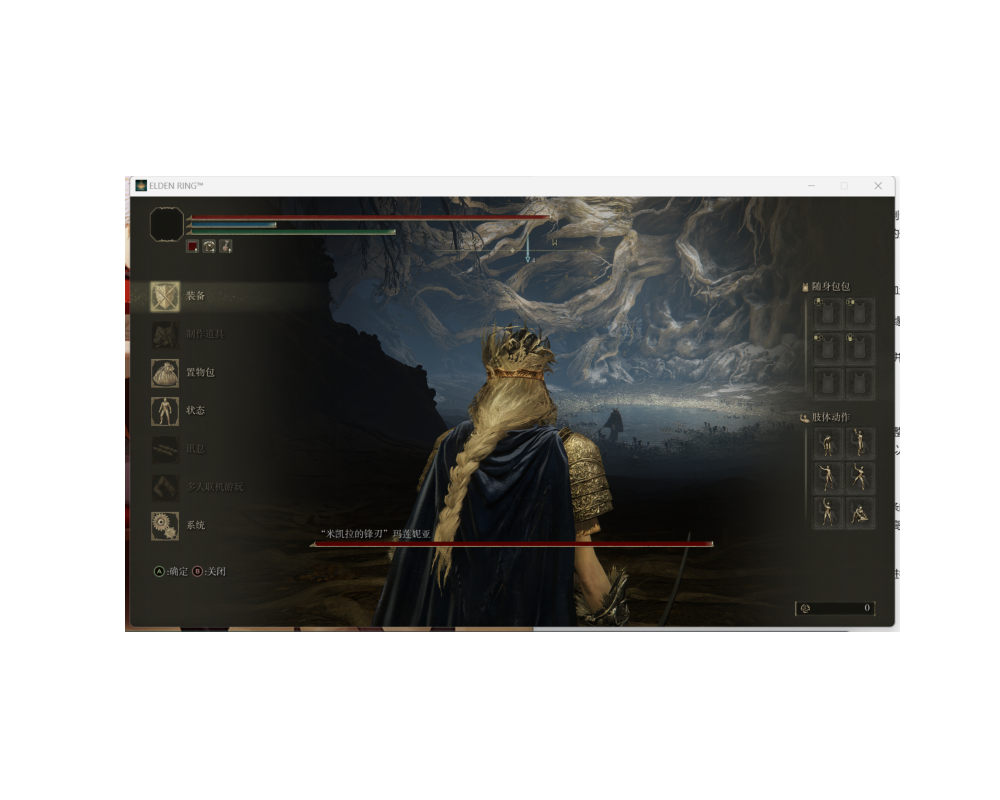 ELDEN RING™
W
4
装备
制作道具
置物包
状态
讯息
多人联机游玩
系统
A:确定 B:关闭
随身包包
肢体动作
“米凯拉的锋刃”玛莲妮亚
0